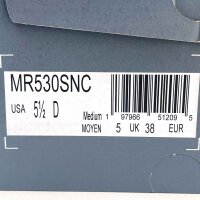 MR530SNC
USA 5½ D
Medium 1 97966 51209 5
MOYEN 5 UK 38 EUR